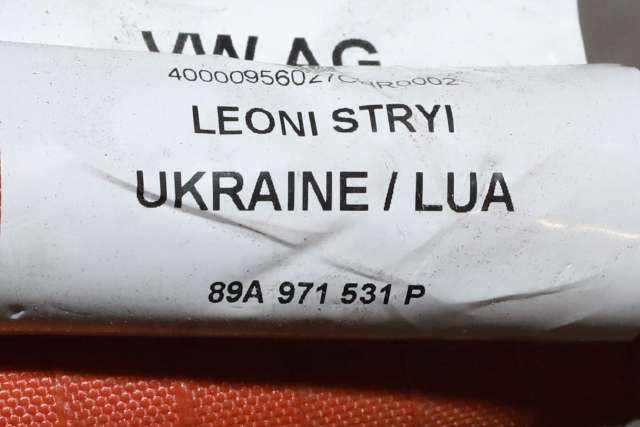 VW AG
LEONI STRYI
UKRAINE / LUA
89A 971 531 P